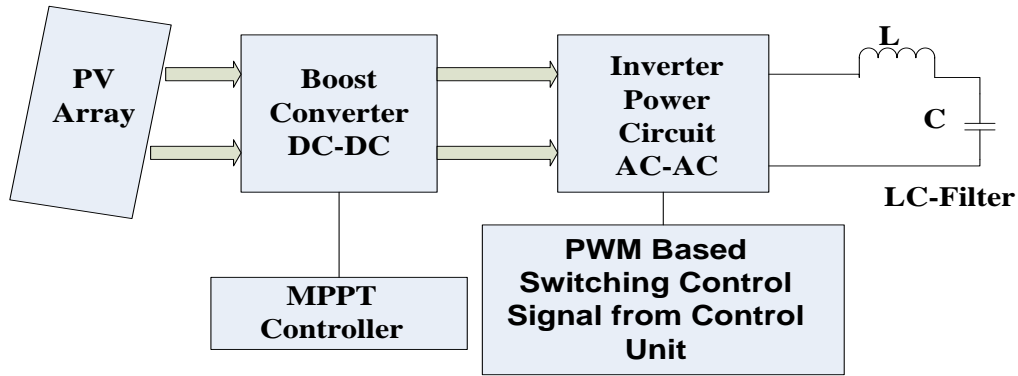 PV
Array
Boost
Converter
DC-DC
Inverter
Power
Circuit
AC-AC
L
C
LC-Filter
MPPT
Controller
PWM Based
Switching Control
Signal from Control
Unit